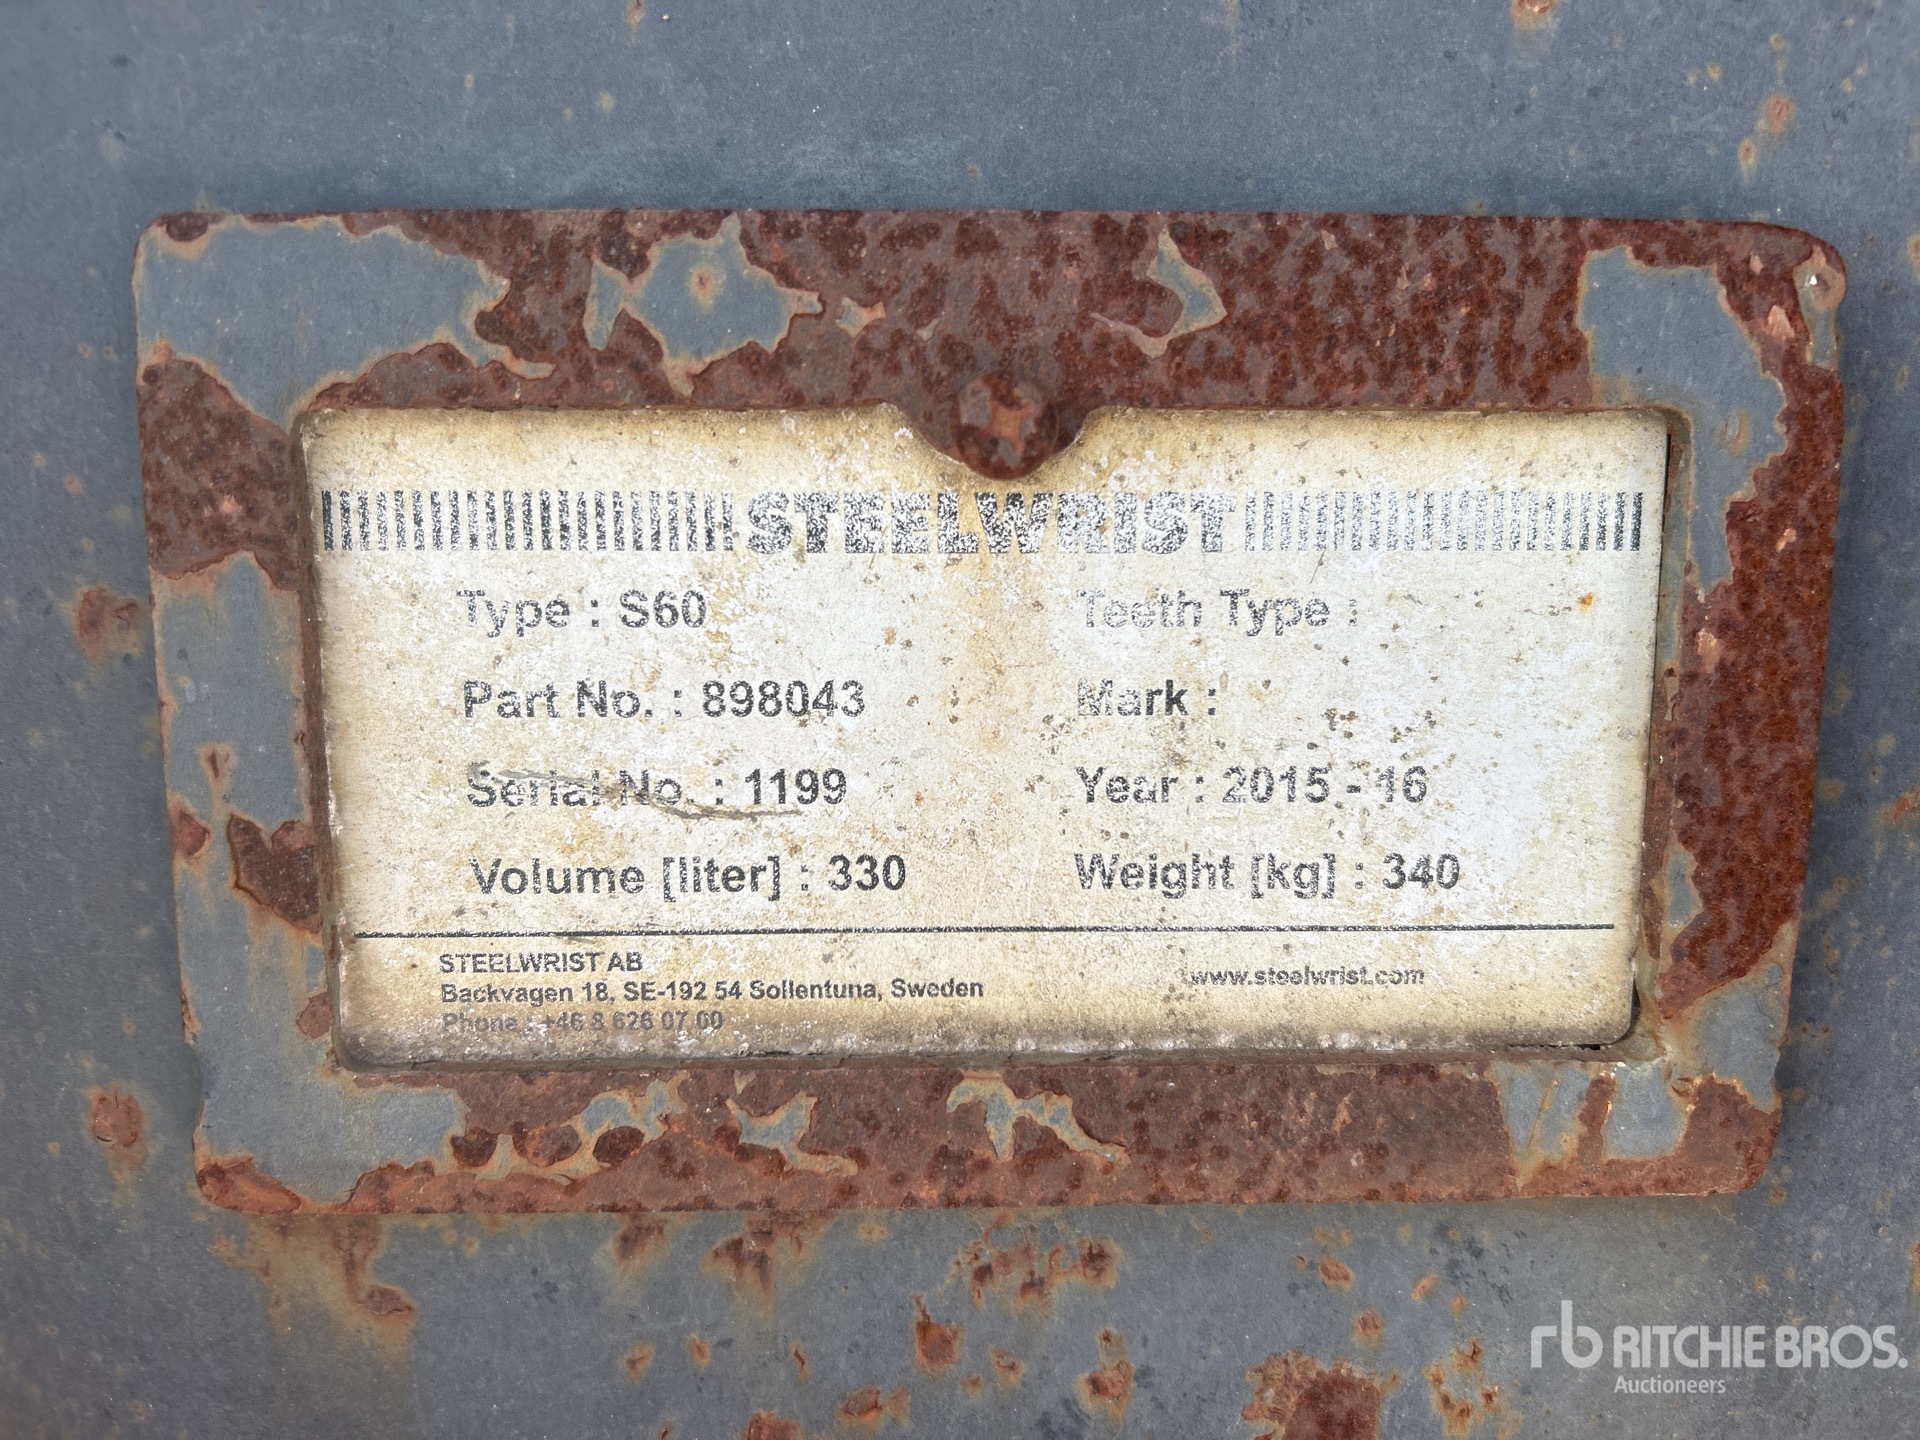 STEELWRIST
Type : S60
Teeth Type :
Part No. : 898043
Mark :
Serial No. : 1199
Year : 2015 - 16
Volume [liter] : 330
Weight [kg] : 340
STEELWRIST AB
www.steelwrist.com
Backvagen 18, SE-192 54 Sollentuna, Sweden
Phone : +46 8 626 07 00
rb RITCHIE BROS.
Auctioneers